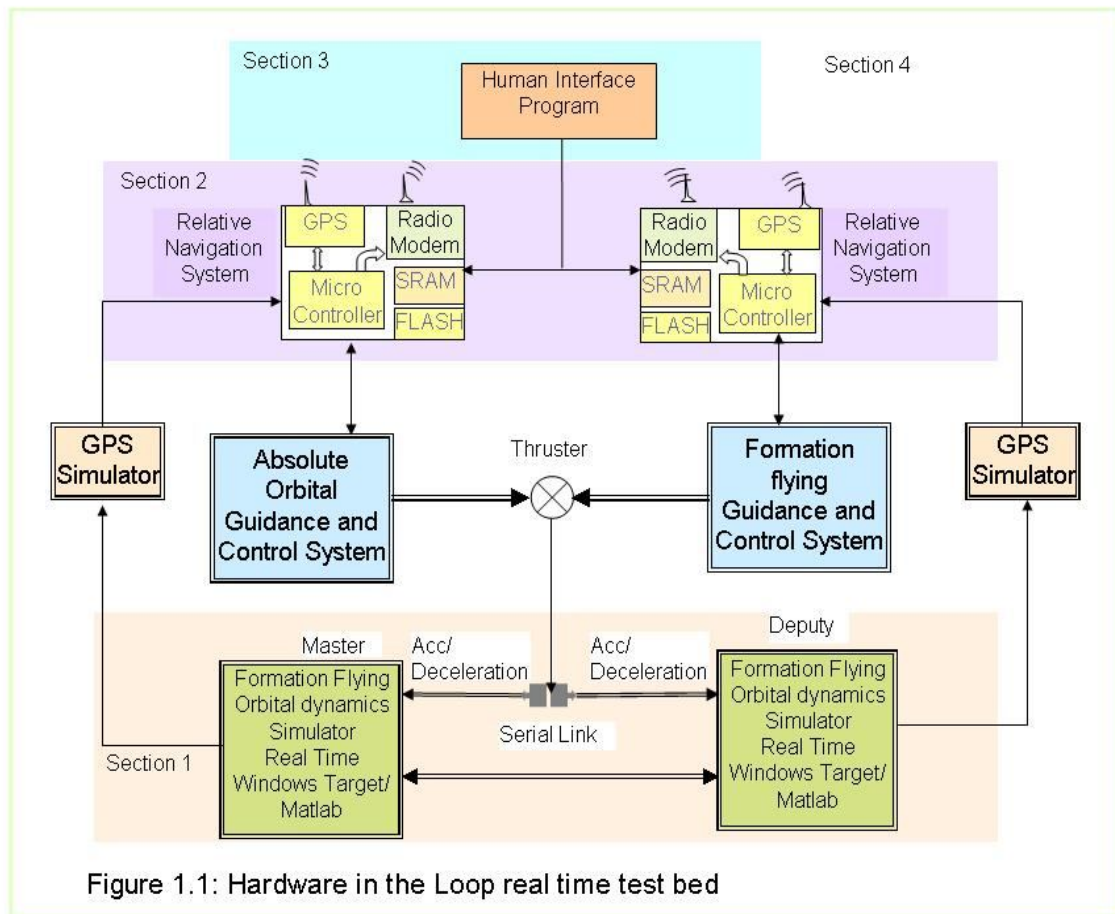 Section 3
Section 4
Human Interface
Program
Section 2
Relative
Navigation
System
GPS
Radio
Modem
SRAM
Micro
Controller
FLASH
Radio
Modem
GPS
SRAM
Micro
Controller
FLASH
Relative
Navigation
System
GPS
Simulator
Absolute
Orbital
Guidance and
Control System
Thruster
Formation
flying
Guidance and
Control System
GPS
Simulator
Master
Acc/
Deceleration
Acc/
Deceleration
Deputy
Formation Flying
Orbital dynamics
Simulator
Real Time
Windows Target/
Matlab
Serial Link
Formation Flying
Orbital dynamics
Simulator
Real Time
Windows Target/
Matlab
Section 1
Figure 1.1: Hardware in the Loop real time test bed